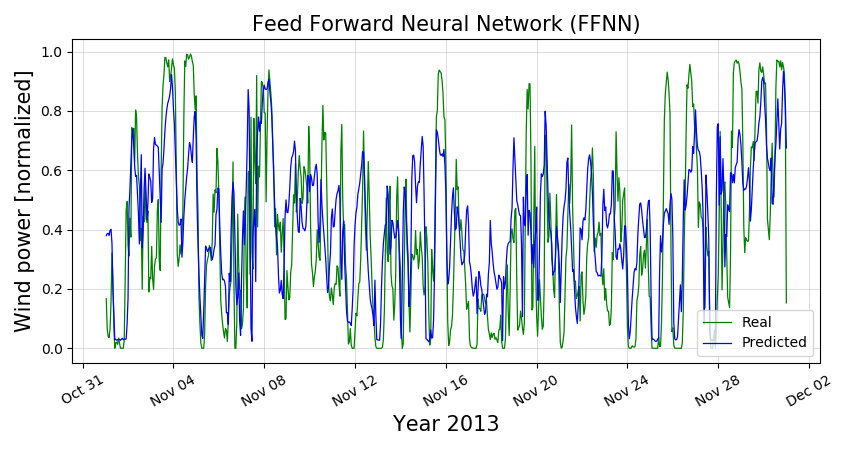 Feed Forward Neural Network (FFNN)
Wind power [normalized]
1.0
0.8
0.6
0.4
0.2
0.0
Real
Predicted
Oct 31
Nov 04
Nov 08
Nov 12
Nov 16
Nov 20
Nov 24
Nov 28
Dec 02
Year 2013